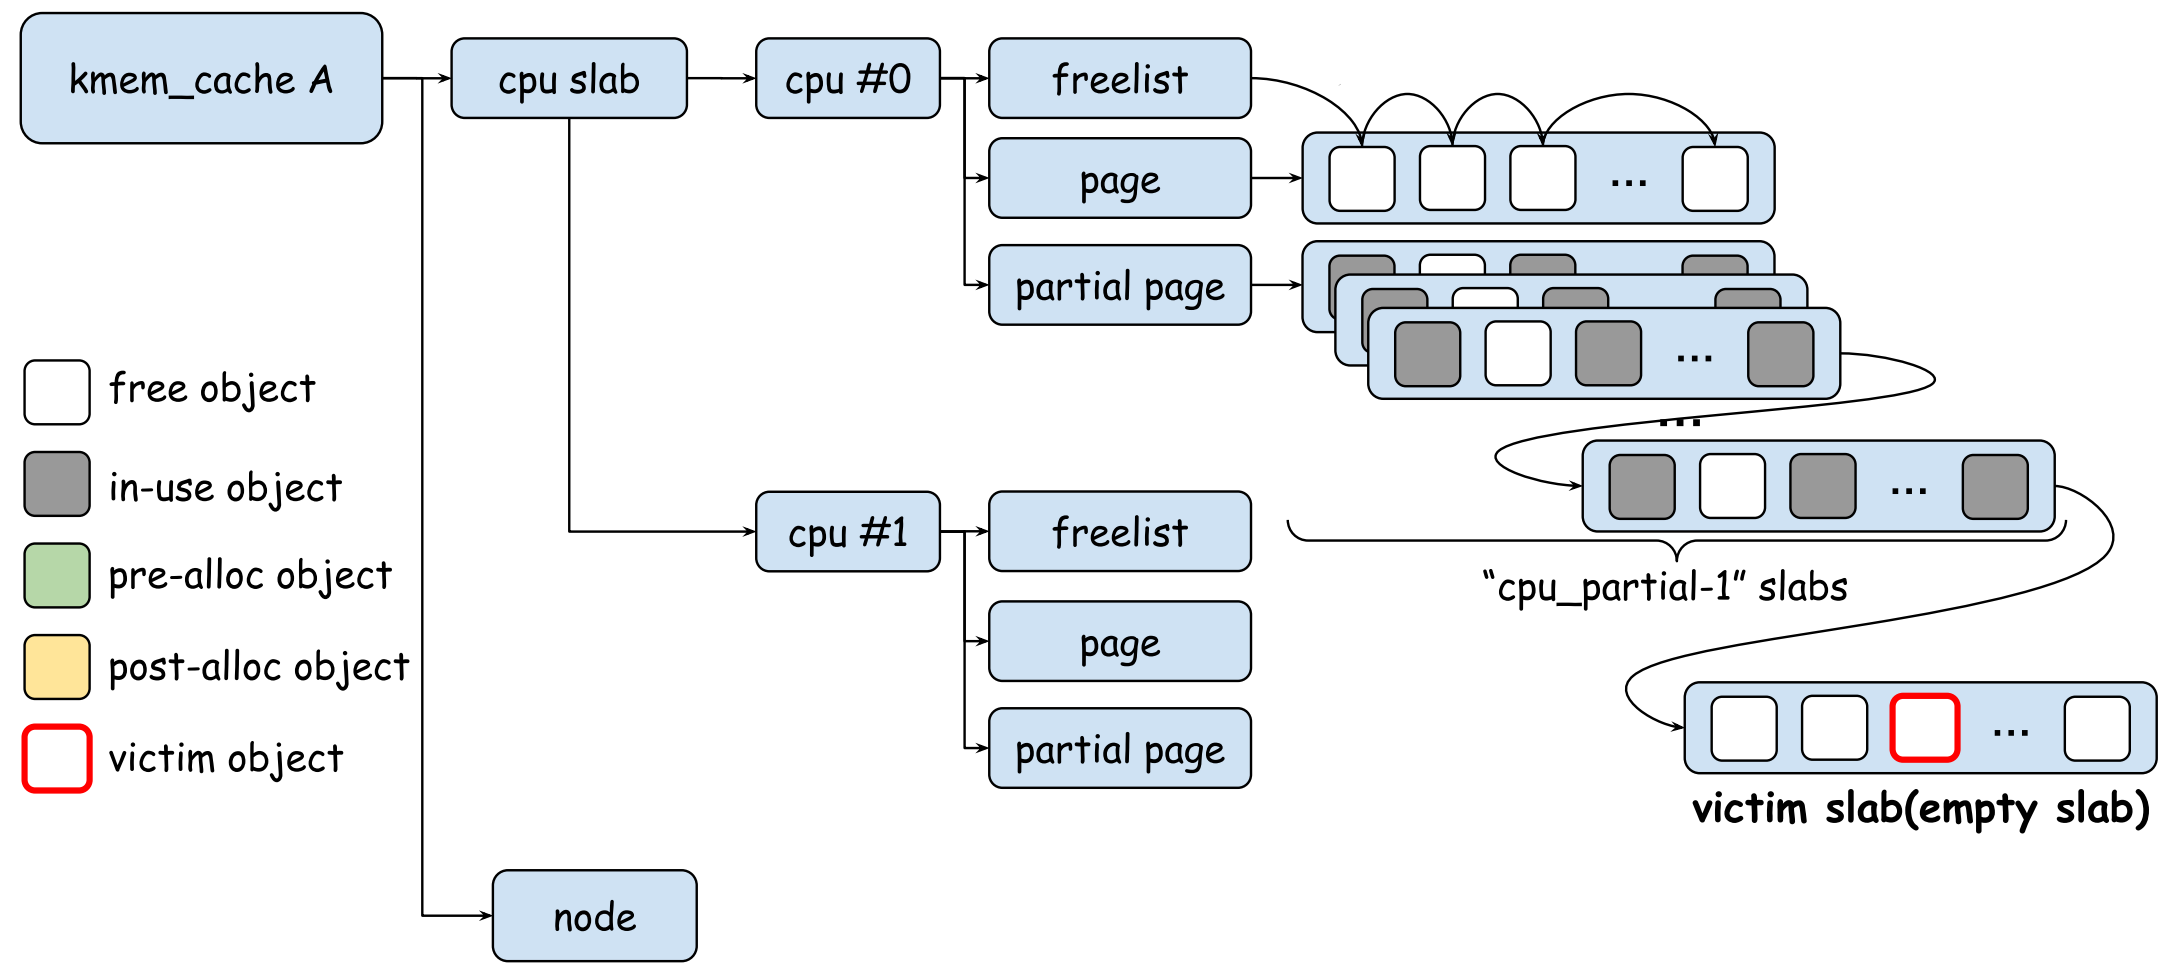 kmem_cache A
cpu slab
cpu #0
freelist
page
...
partial page
...
...
...
free object
in-use object
pre-alloc object
post-alloc object
victim object
cpu #1
freelist
page
partial page
“cpu_partial-1” slabs
...
victim slab(empty slab)
node